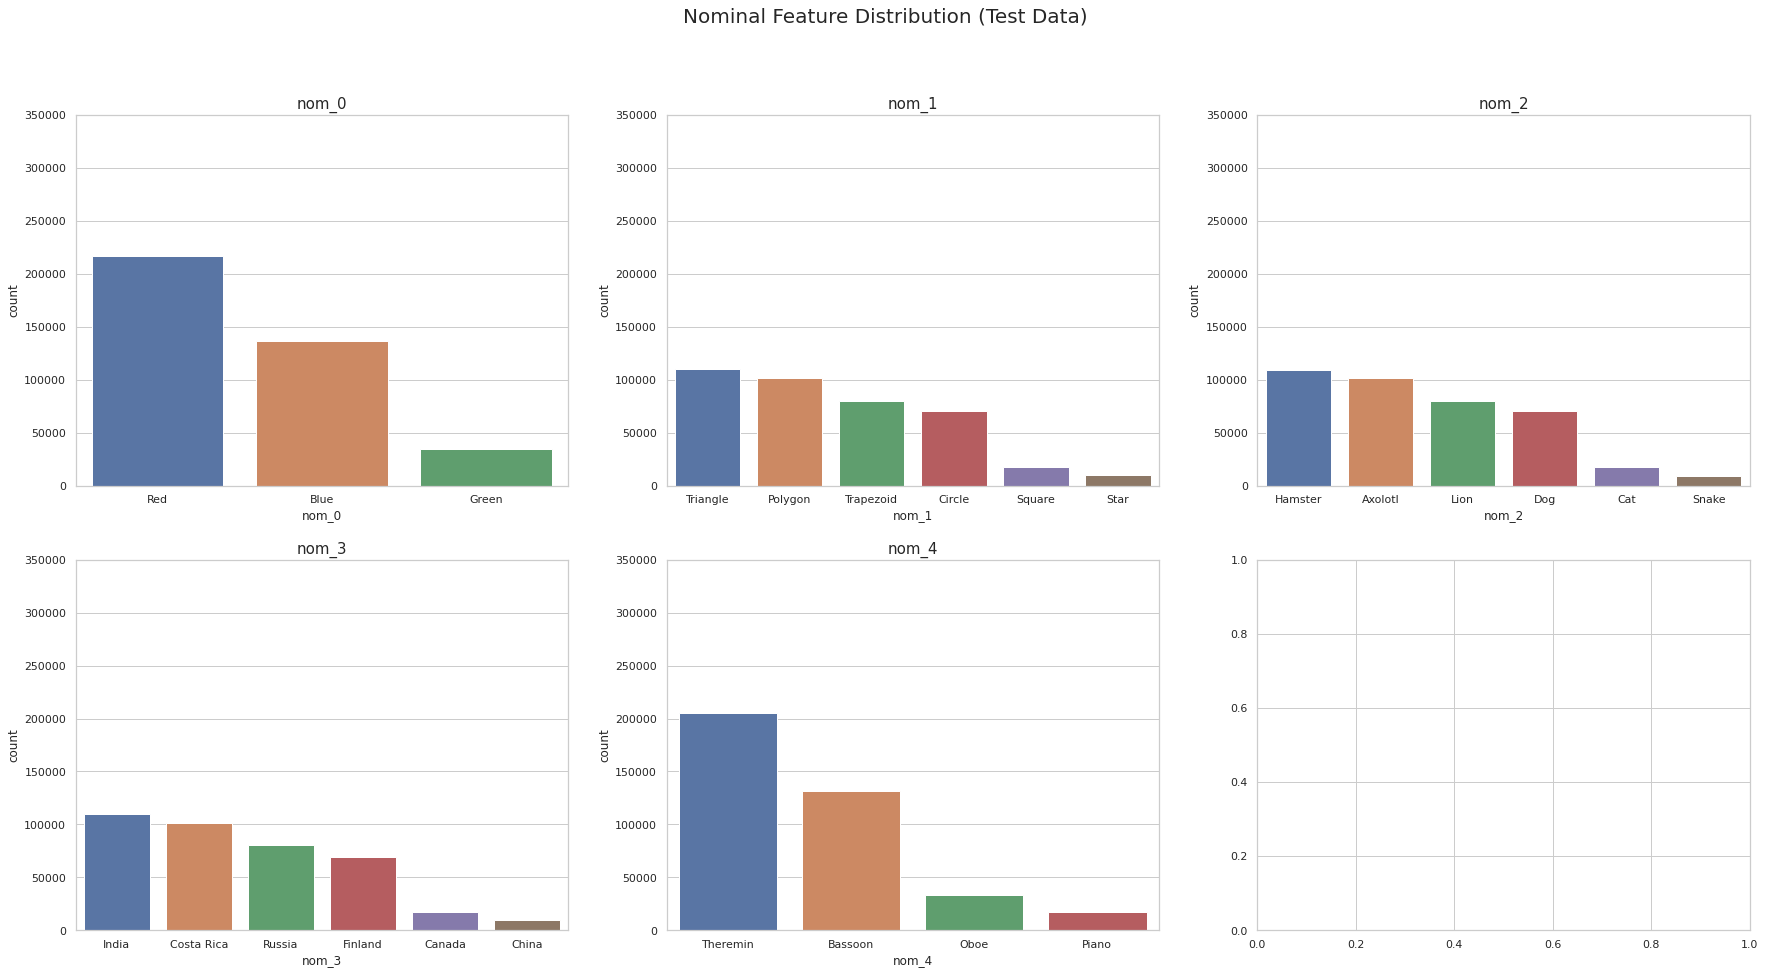 Nominal Feature Distribution (Test Data)
nom_0
350000
300000
250000
200000
150000
100000
50000
0
count
Red Blue Green
nom_0
nom_1
350000
300000
250000
200000
150000
100000
50000
0
count
Triangle Polygon Trapezoid Circle Square Star
nom_1
nom_2
350000
300000
250000
200000
150000
100000
50000
0
count
Hamster Axolotl Lion Dog Cat Snake
nom_2
nom_3
350000
300000
250000
200000
150000
100000
50000
0
count
India Costa Rica Russia Finland Canada China
nom_3
nom_4
350000
300000
250000
200000
150000
100000
50000
0
count
Theremin Bassoon Oboe Piano
nom_4
1.0
0.8
0.6
0.4
0.2
0.0
0.0 0.2 0.4 0.6 0.8 1.0